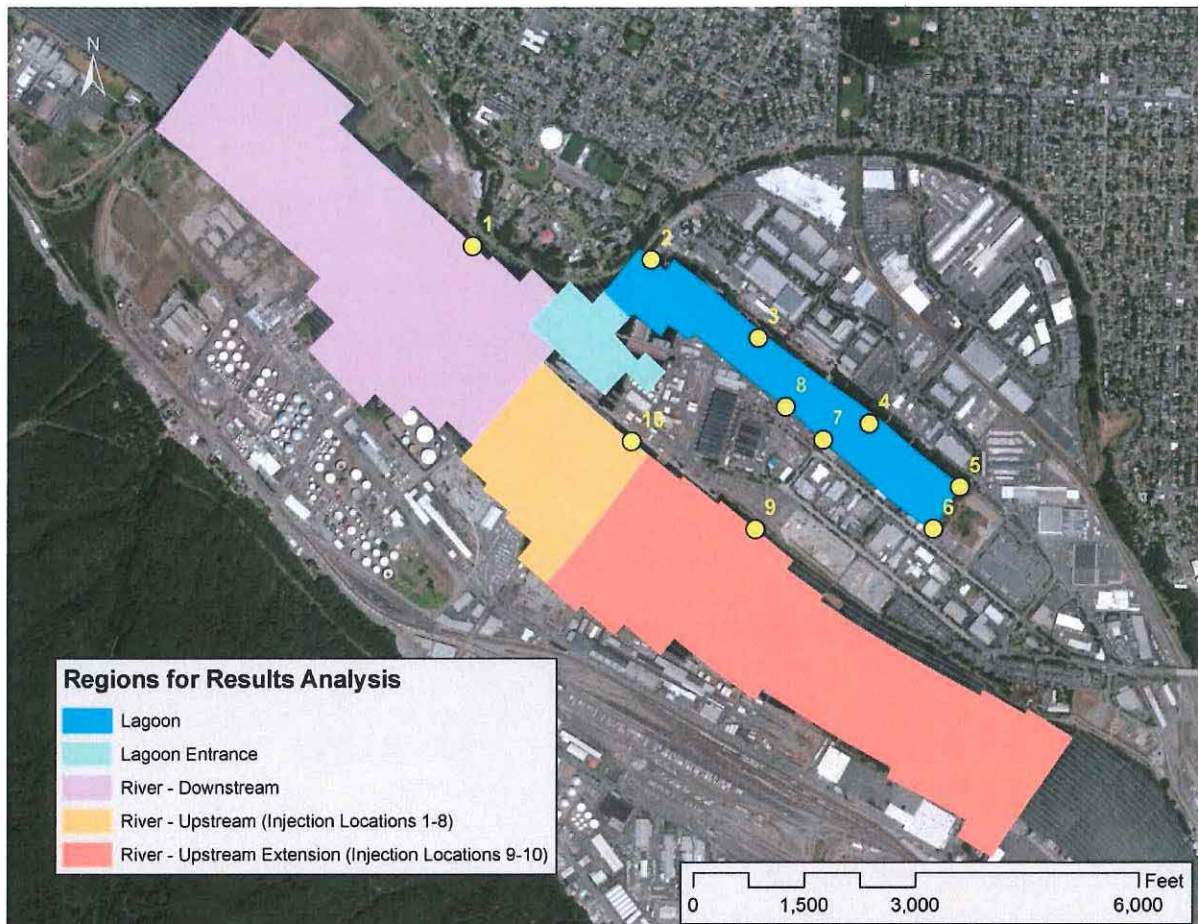 N
1
2
3
4
5
6
7
8
9
10
Regions for Results Analysis
Lagoon
Lagoon Entrance
River - Downstream
River - Upstream (Injection Locations 1-8)
River - Upstream Extension (Injection Locations 9-10)
Feet
0 1,500 3,000 6,000